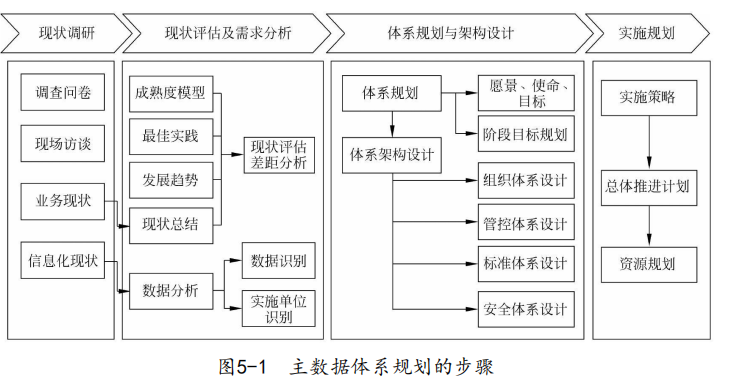 现状调研
现状评估及需求分析
体系规划与架构设计
实施规划
调查问卷
现场访谈
业务现状
信息化现状
成熟度模型
最佳实践
发展趋势
现状总结
数据分析
现状评估
差距分析
数据识别
实施单位
识别
体系规划
体系架构设计
愿景、使命、
目标
阶段目标规划
组织体系设计
管控体系设计
标准体系设计
安全体系设计
实施策略
总体推进计划
资源规划
图5-1 主数据体系规划的步骤